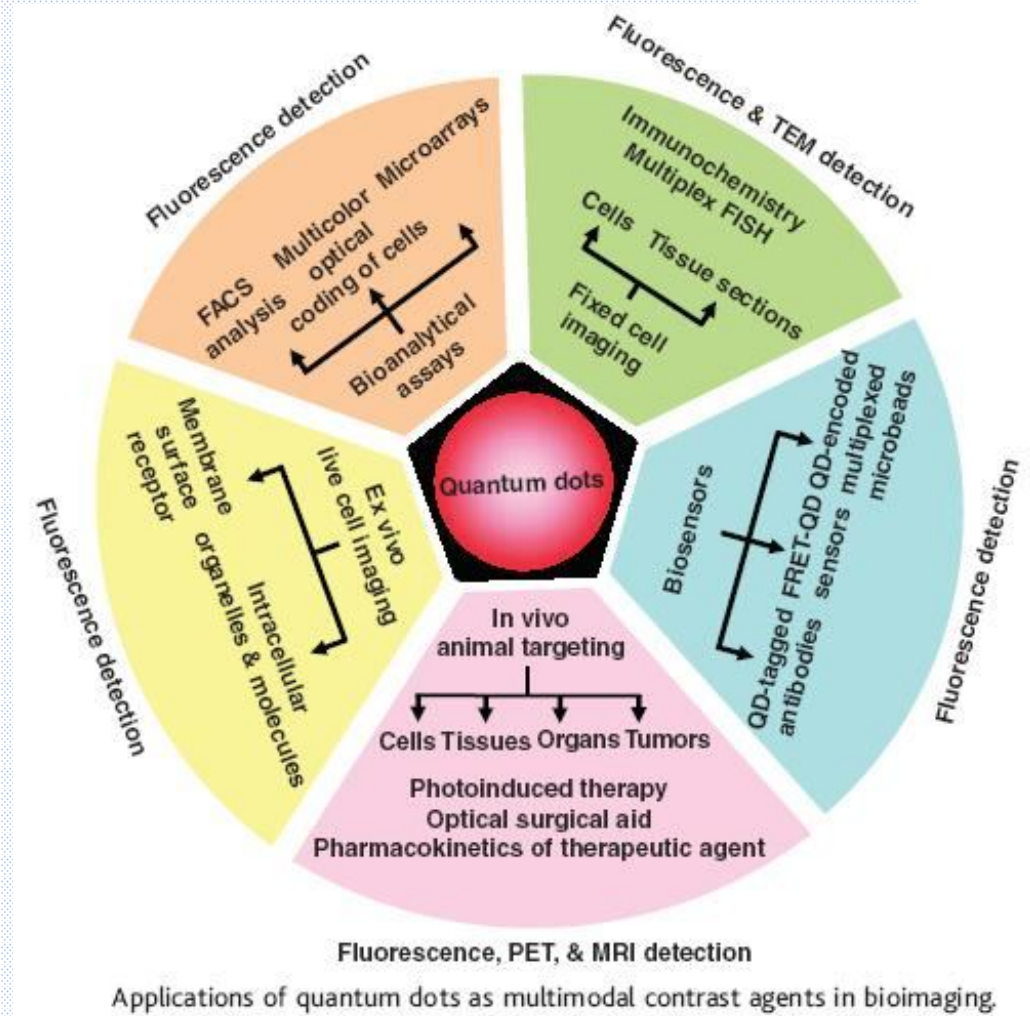 Fluorescence detection
Microarrays
Multicolor
optical
coding of cells
FACS
analysis
Bioanalytical
assays
Fluorescence & TEM detection
Immunochemistry
Multiplex FISH
Cells
Tissue sections
Fixed cell
imaging
Quantum dots
Fluorescence detection
Biosensors
QD-encoded
multiplexed
microbeads
FRET-QD
sensors
QD-tagged
antibodies
Fluorescence detection
Membrane
surface
receptor
Ex vivo
live cell imaging
Intracellular
organelles & molecules
In vivo
animal targeting
Cells Tissues Organs Tumors
Photoinduced therapy
Optical surgical aid
Pharmacokinetics of therapeutic agent
Fluorescence, PET, & MRI detection
Applications of quantum dots as multimodal contrast agents in bioimaging.